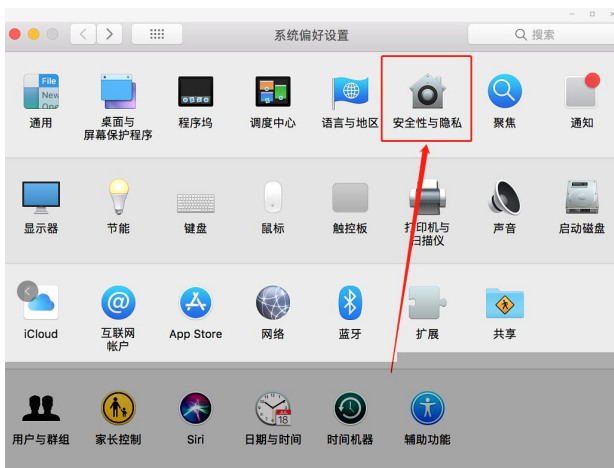 系统偏好设置
搜索
File
New
One
通用
桌面与
屏幕保护程序
程序坞
调度中心
语言与地区
安全性与隐私
聚焦
通知
显示器
节能
键盘
鼠标
触控板
打印机与
扫描仪
声音
启动磁盘
iCloud
互联网
帐户
App Store
网络
蓝牙
扩展
共享
用户与群组
家长控制
Siri
18
日期与时间
时间机器
辅助功能